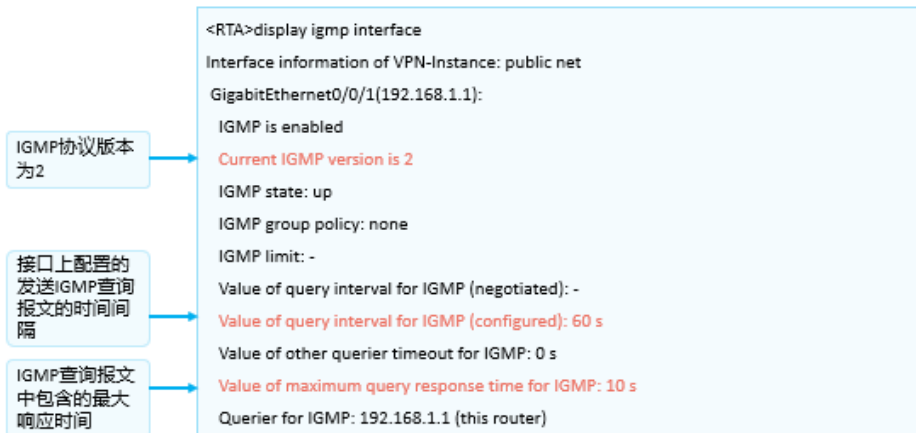 <RTA>display igmp interface
Interface information of VPN-Instance: public net
GigabitEthernet0/0/1(192.168.1.1):
IGMP is enabled
IGMP协议版本
为2
Current IGMP version is 2
IGMP state: up
IGMP group policy: none
IGMP limit: -
接口上配置的
发送IGMP查询
报文的时间间
隔
Value of query interval for IGMP (negotiated): -
Value of query interval for IGMP (configured): 60 s
Value of other querier timeout for IGMP: 0 s
IGMP查询报文
中包含的最大
响应时间
Value of maximum query response time for IGMP: 10 s
Querier for IGMP: 192.168.1.1 (this router)